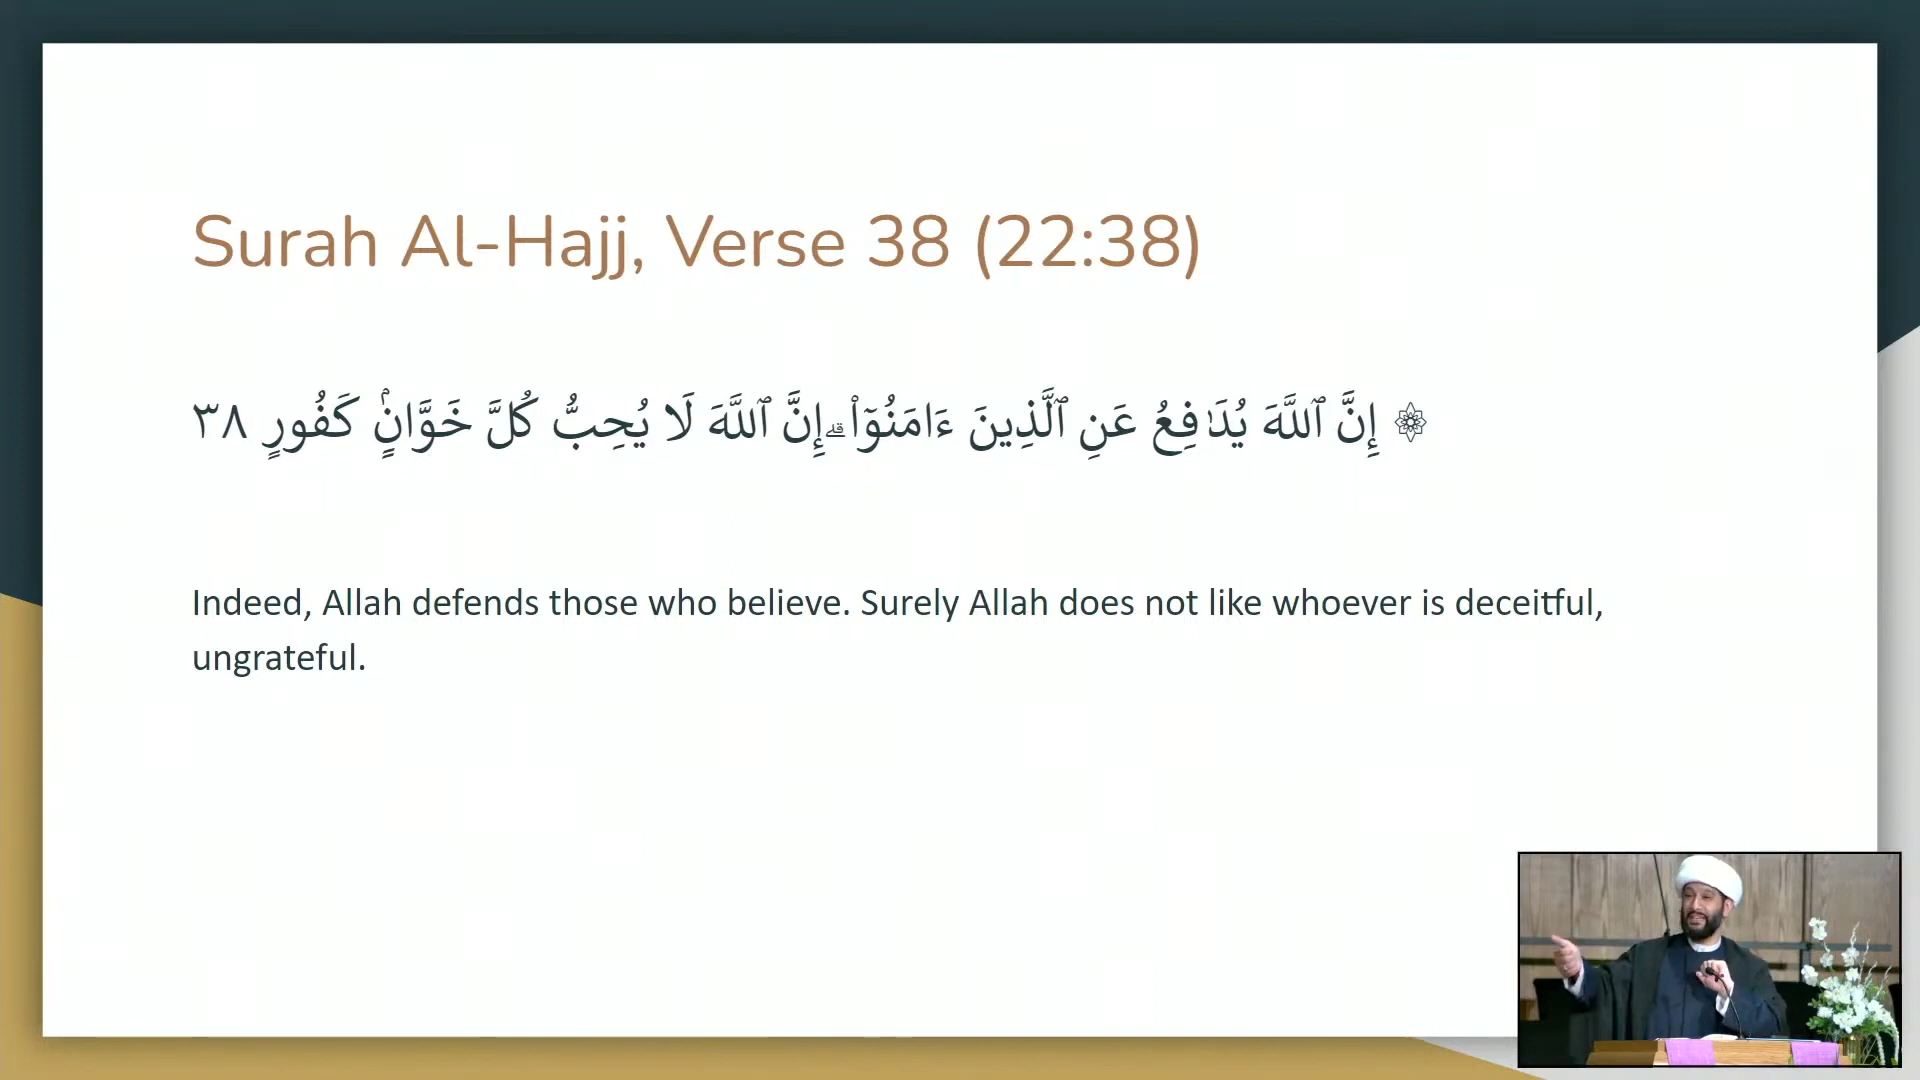 Surah Al-Hajj, Verse 38 (22:38)
۞ إِنَّ ٱللَّهَ يُدَٰفِعُ عَنِ ٱلَّذِينَ ءَامَنُوٓا۟ ۗ إِنَّ ٱللَّهَ لَا يُحِبُّ كُلَّ خَوَّانٍۢ كَفُورٍ ٣٨
Indeed, Allah defends those who believe. Surely Allah does not like whoever is deceitful,
ungrateful.